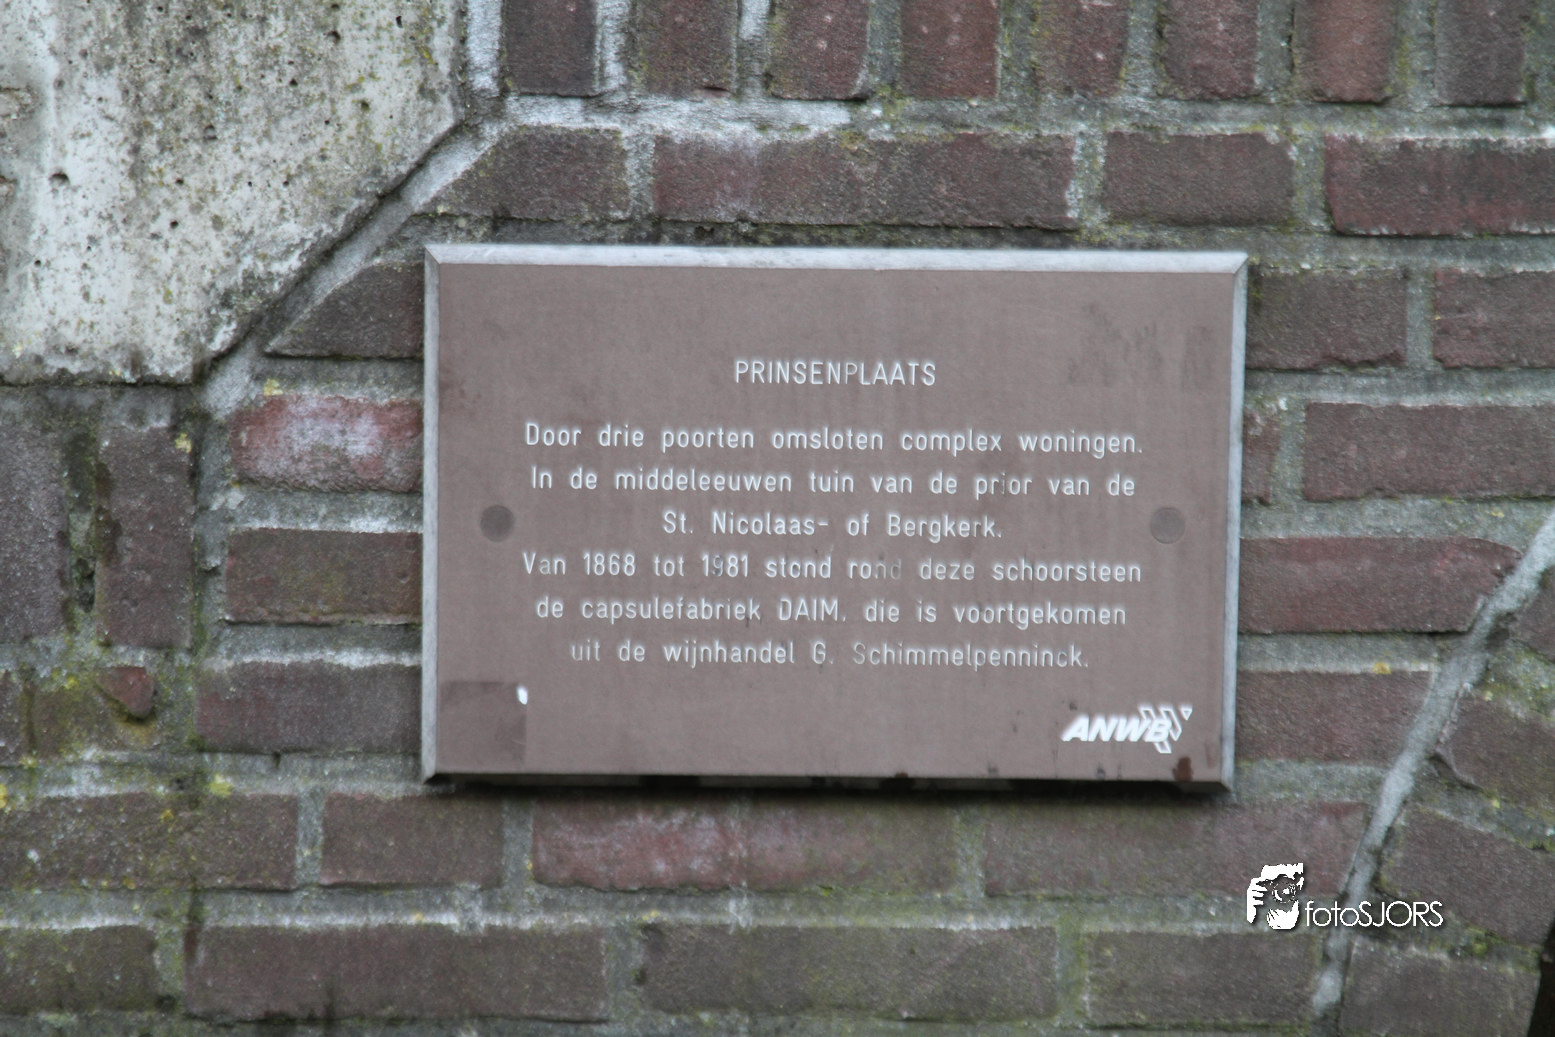 PRINSENPLAATS
Door drie poorten omsloten complex woningen.
In de middeleeuwen tuin van de prior van de
St. Nicolaas- of Bergkerk.
Van 1868 tot 1981 stond rond deze schoorsteen
de capsulefabriek DAIM. die is voortgekomen
uit de wijnhandel G. Schimmelpenninck.
ANWB
fotoSJORS